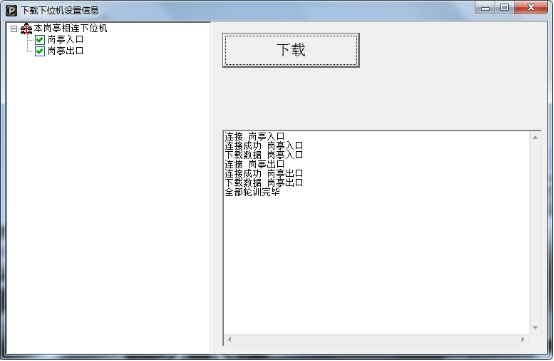 下载下位机设置信息
本岗亭相连下位机
岗亭入口
岗亭出口
下载
连接 岗亭入口
连接成功 岗亭入口
下载数据 岗亭入口
连接 岗亭出口
连接成功 岗亭出口
下载数据 岗亭出口
全部轮训完毕